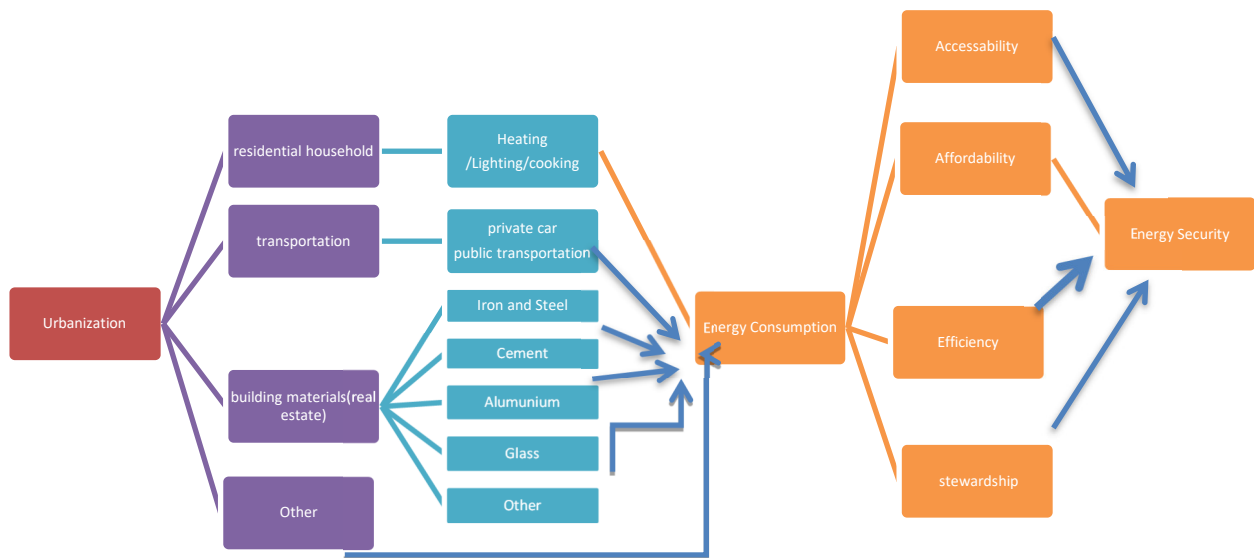 Urbanization
residential household
transportation
building materials(real
estate)
Other
Heating
/Lighting/cooking
private car
public transportation
Iron and Steel
Cement
Alumunium
Glass
Other
Energy Consumption
Accessability
Affordability
Efficiency
stewardship
Energy Security